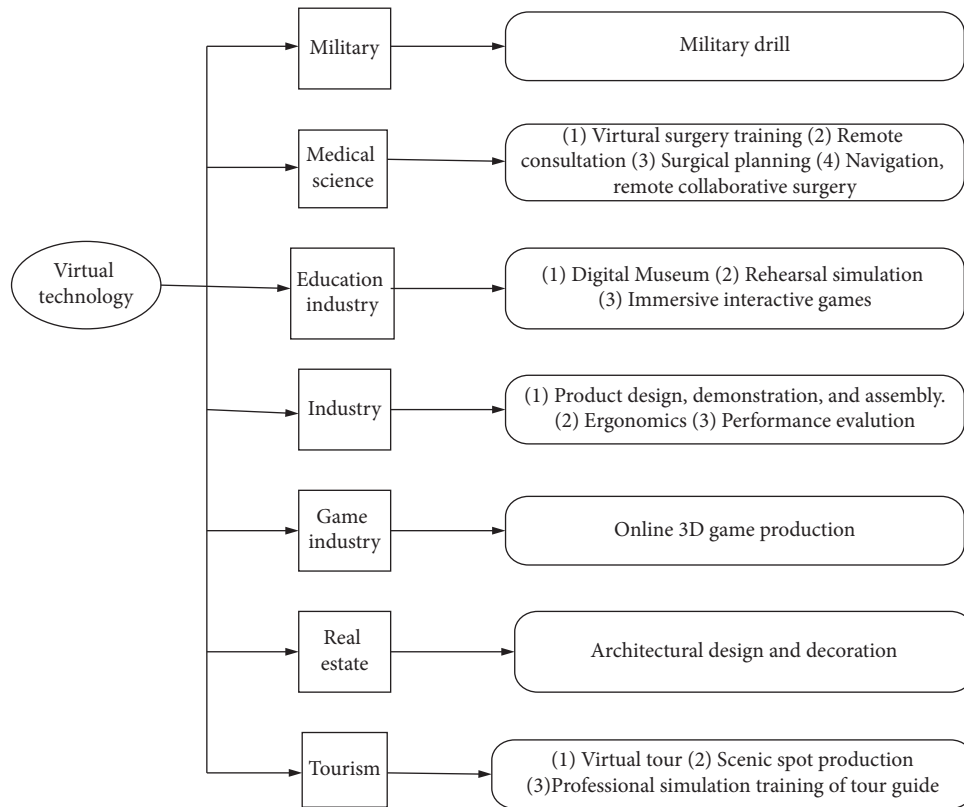 Military
Military drill
Medical
science
(1) Virtural surgery training (2) Remote
consultation (3) Surgical planning (4) Navigation,
remote collaborative surgery
Virtual
technology
Education
industry
(1) Digital Museum (2) Rehearsal simulation
(3) Immersive interactive games
Industry
(1) Product design, demonstration, and assembly.
(2) Ergonomics (3) Performance evalution
Game
industry
Online 3D game production
Real
estate
Architectural design and decoration
Tourism
(1) Virtual tour (2) Scenic spot production
(3)Professional simulation training of tour guide